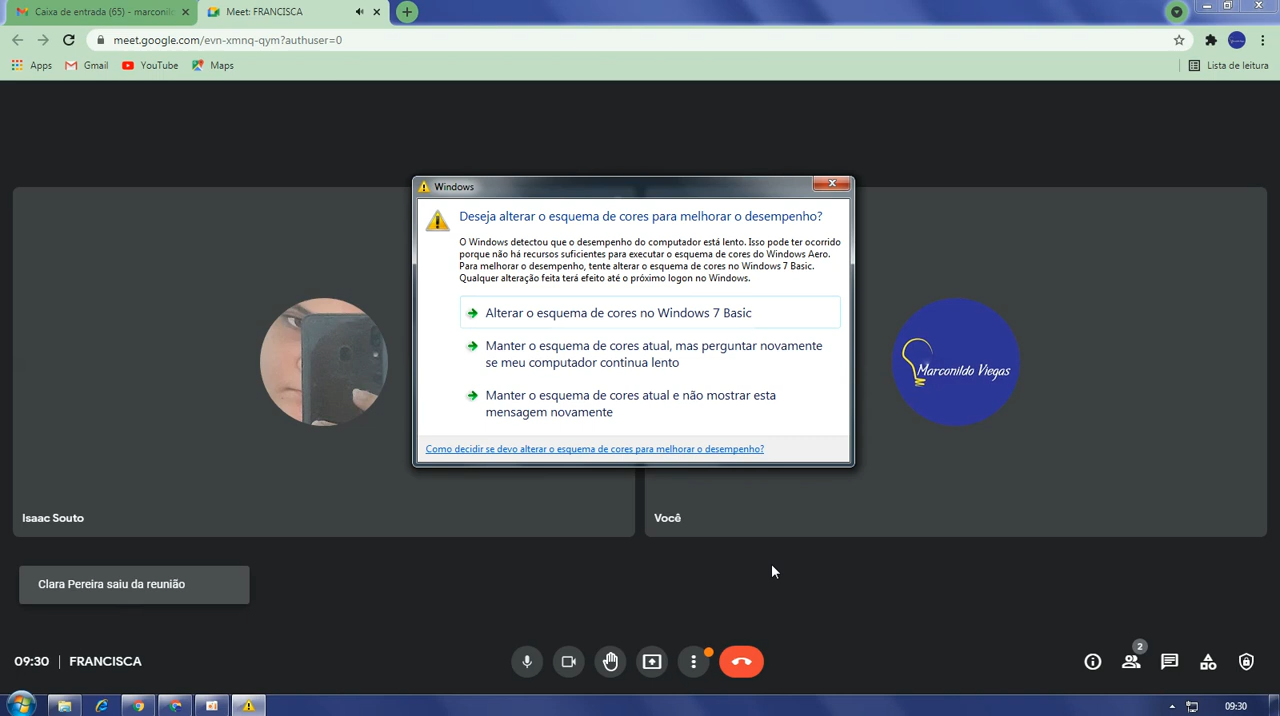 Caixa de entrada (65) - marconild
Meet: FRANCISCA
meet.google.com/evn-xmnq-qym?authuser=0
Apps
Gmail
YouTube
Maps
Lista de leitura
Windows
Deseja alterar o esquema de cores para melhorar o desempenho?
O Windows detectou que o desempenho do computador está lento. Isso pode ter ocorrido
porque não há recursos suficientes para executar o esquema de cores do Windows Aero.
Para melhorar o desempenho, tente alterar o esquema de cores no Windows 7 Basic.
Qualquer alteração feita terá efeito até o próximo logon no Windows.
Alterar o esquema de cores no Windows 7 Basic
Manter o esquema de cores atual, mas perguntar novamente
se meu computador continua lento
Manter o esquema de cores atual e não mostrar esta
mensagem novamente
Como decidir se devo alterar o esquema de cores para melhorar o desempenho?
Marconildo Viegas
Isaac Souto
Você
Clara Pereira saiu da reunião
09:30 | FRANCISCA
2
09:30